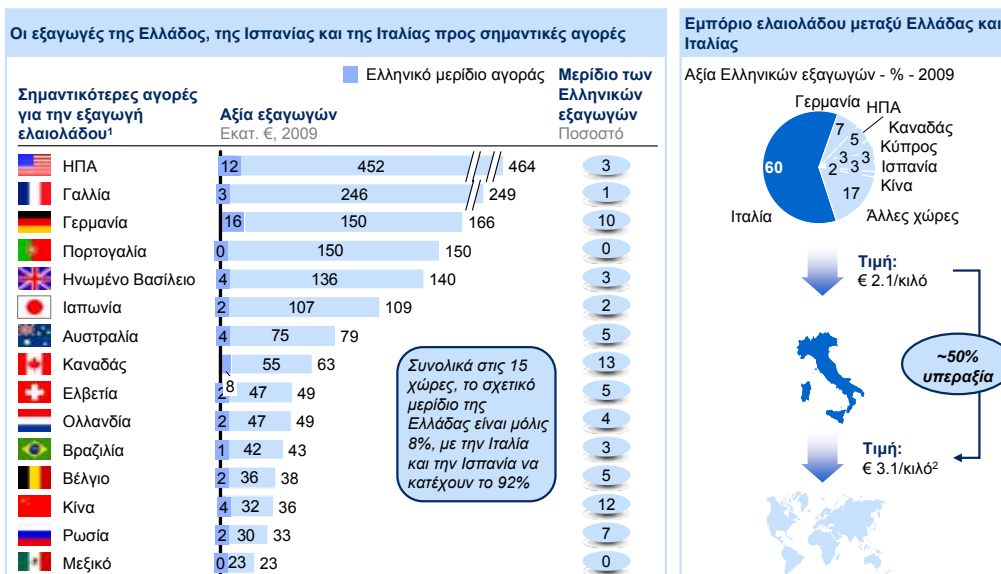 Οι εξαγωγές της Ελλάδος, της Ισπανίας και της Ιταλίας προς σημαντικές αγορές
Ελληνικό μερίδιο αγοράς
Σημαντικότερες αγορές
για την εξαγωγή
ελαιολάδου¹
Αξία εξαγωγών
Εκατ. €, 2009
Μερίδιο των
Ελληνικών
εξαγωγών
Ποσοστό
ΗΠΑ 12 452 464 3
Γαλλία 3 246 249 1
Γερμανία 16 150 166 10
Πορτογαλία 0 150 150 0
Ηνωμένο Βασίλειο 4 136 140 3
Ιαπωνία 2 107 109 2
Αυστραλία 4 75 79 5
Καναδάς 8 55 63 13
Ελβετία 2 47 49 5
Ολλανδία 2 47 49 4
Βραζιλία 1 42 43 3
Βέλγιο 2 36 38 5
Κίνα 4 32 36 12
Ρωσία 2 30 33 7
Μεξικό 0 23 23 0
Συνολικά στις 15
χώρες, το σχετικό
μερίδιο της
Ελλάδας είναι μόλις
8%, με την Ιταλία
και την Ισπανία να
κατέχουν το 92%
Εμπόριο ελαιολάδου μεταξύ Ελλάδας και
Ιταλίας
Αξία Ελληνικών εξαγωγών - % - 2009
Γερμανία
ΗΠΑ
Καναδάς
Κύπρος
Ισπανία
Κίνα
Άλλες χώρες
Ιταλία
60
7
5
3
3
3
2
17
Τιμή:
€ 2.1/κιλό
~50%
υπεραξία
Τιμή:
€ 3.1/κιλό²